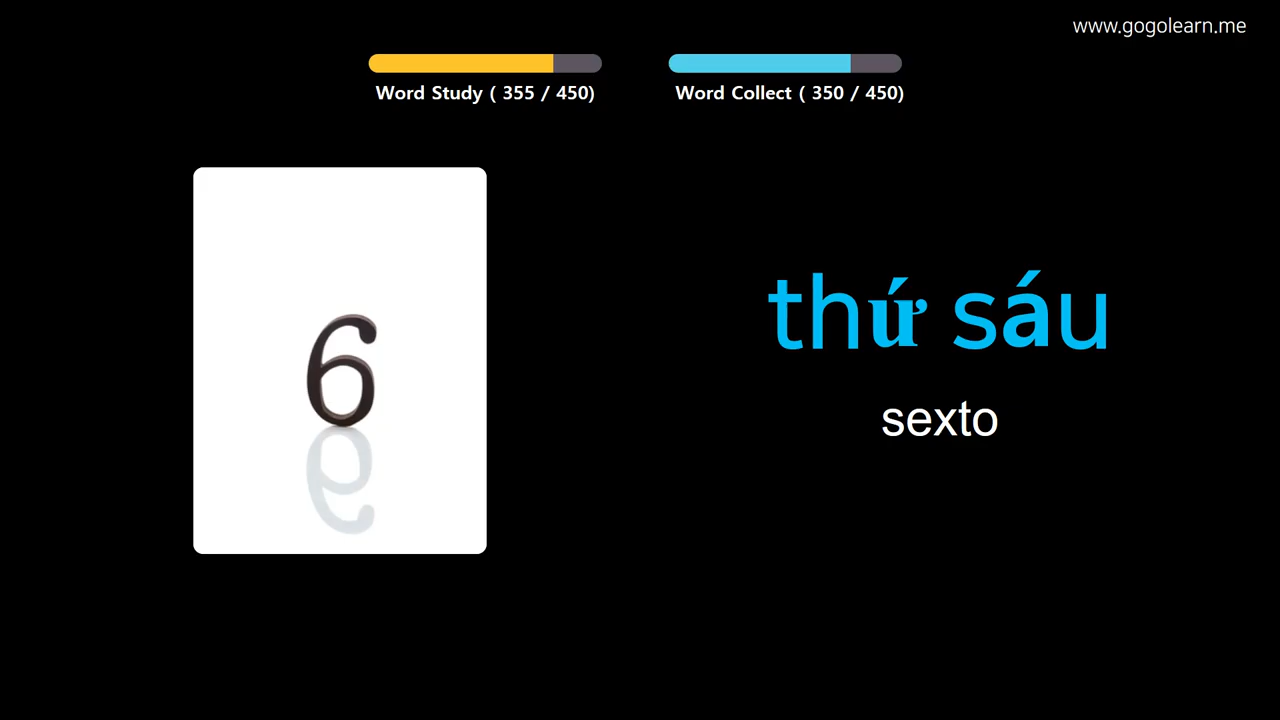 www.gogolearn.me
Word Study ( 355 / 450)
Word Collect ( 350 / 450)
6
thứ sáu
sexto